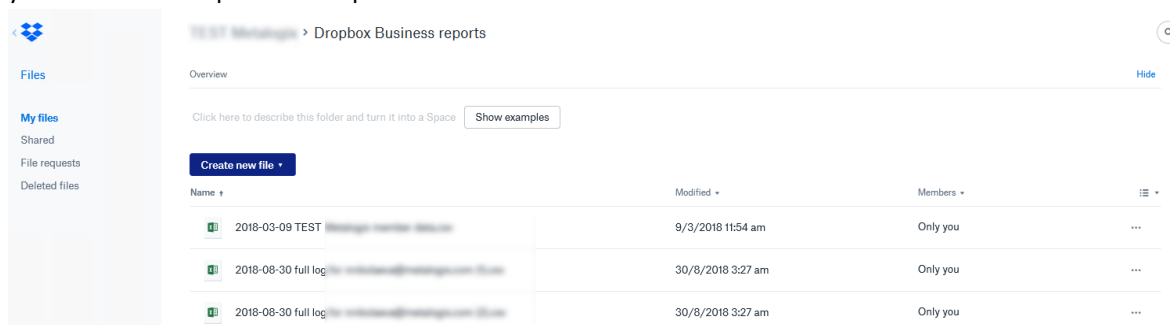 > Dropbox Business reports
Files
Overview
Hide
My files
Click here to describe this folder and turn it into a Space
Show examples
Shared
File requests
Create new file
Deleted files
Name
Modified
Members
2018-03-09 TEST
9/3/2018 11:54 am
Only you
2018-08-30 full log
30/8/2018 3:27 am
Only you
2018-08-30 full log
30/8/2018 3:27 am
Only you